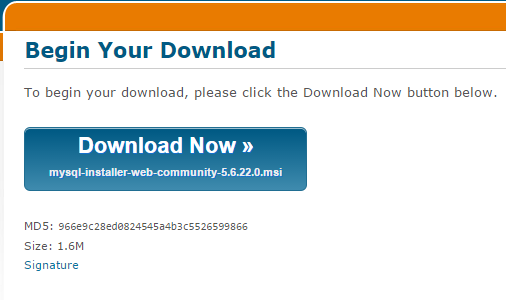 Begin Your Download
To begin your download, please click the Download Now button below.
Download Now »
mysql-installer-web-community-5.6.22.0.msi
MD5: 966e9c28ed0824545a4b3c5526599866
Size: 1.6M
Signature